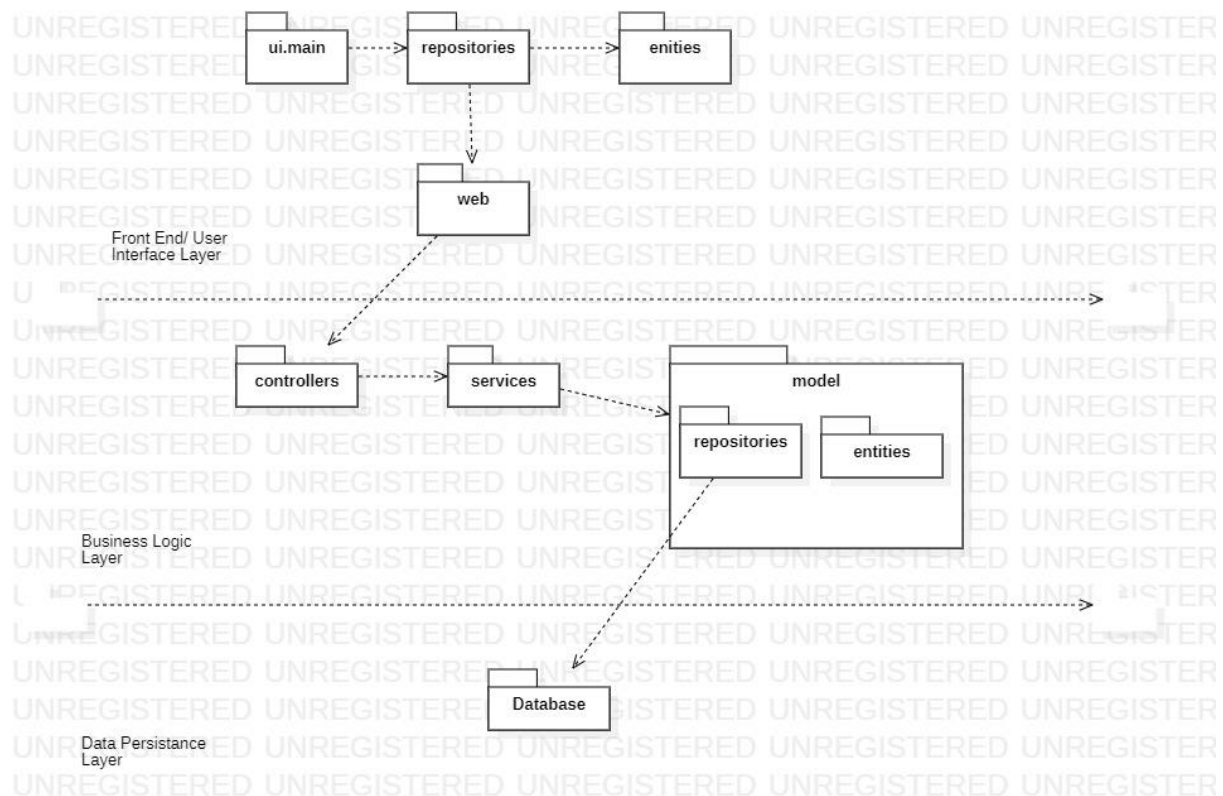 ui.main
repositories
enities
web
Front End/ User
Interface Layer
controllers
services
model
repositories
entities
Business Logic
Layer
Database
Data Persistance
Layer
UNREGISTERED